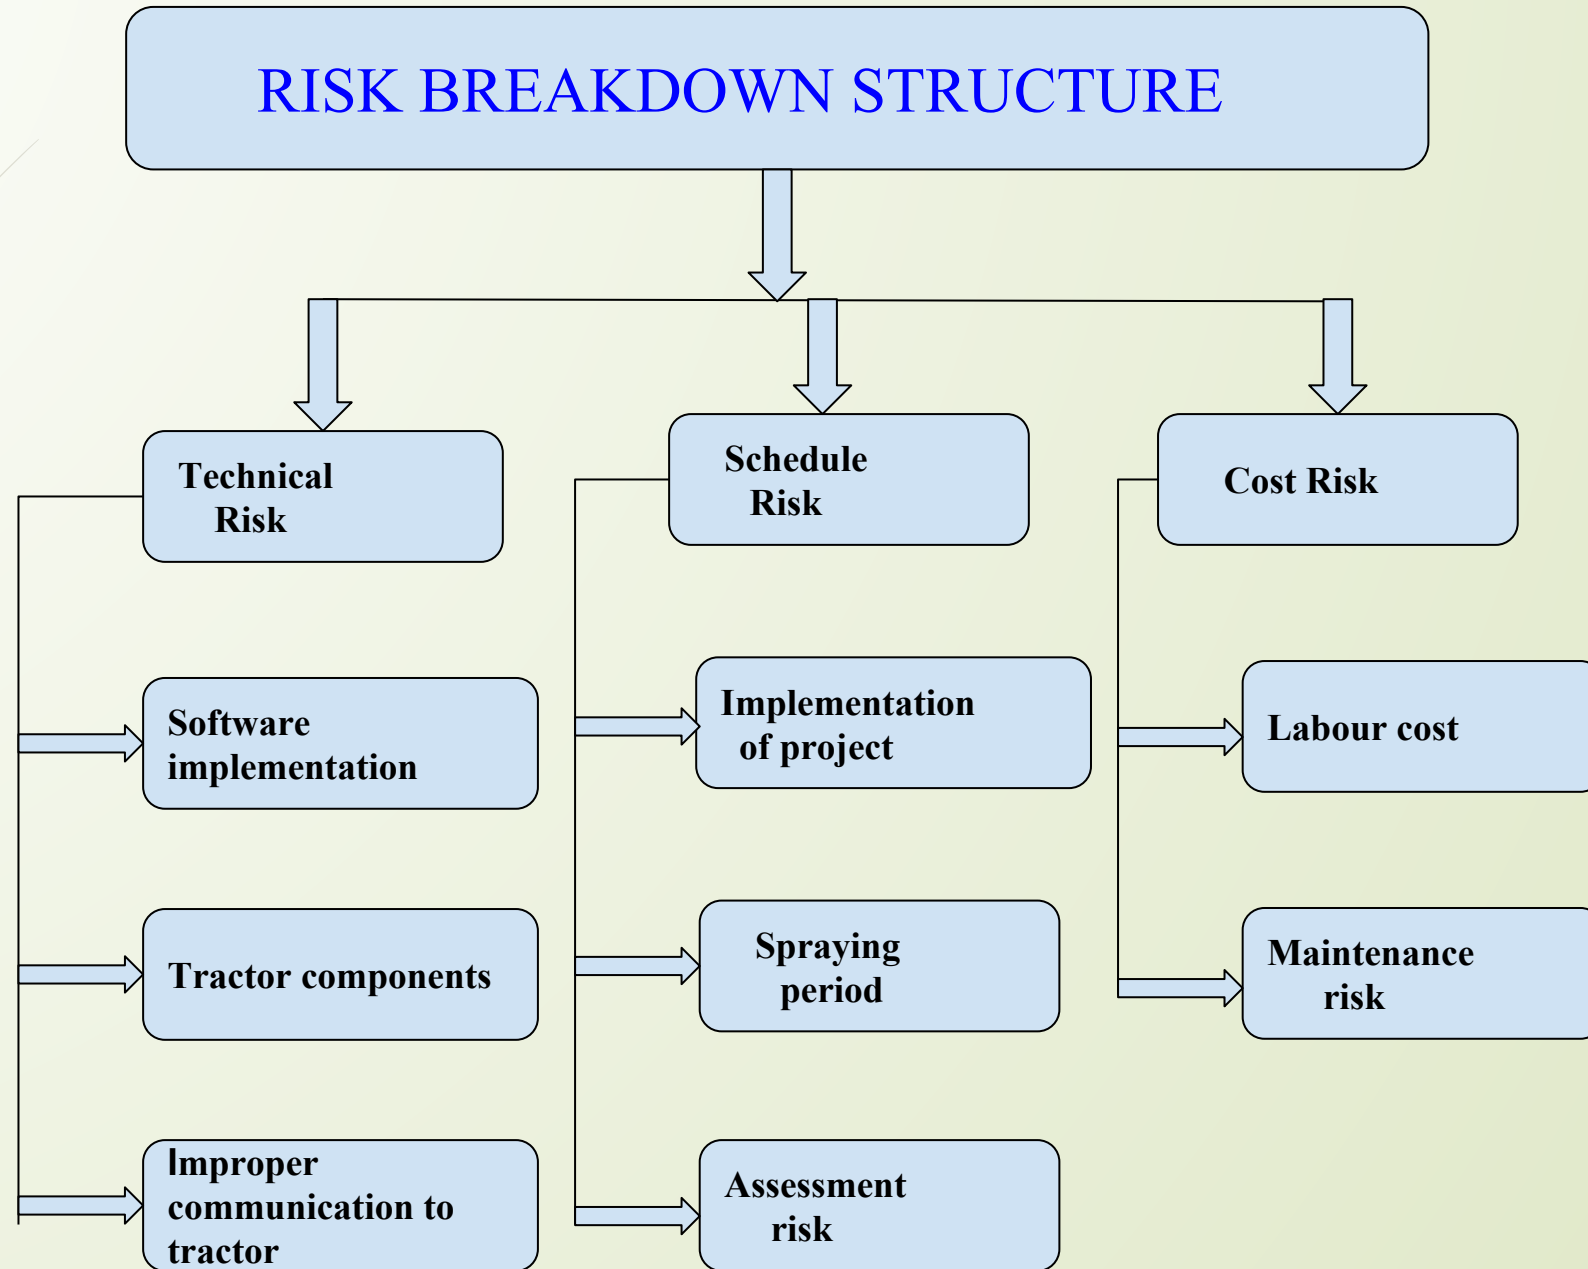 RISK BREAKDOWN STRUCTURE
Technical
Risk
Schedule
Risk
Cost Risk
Software
implementation
Implementation
of project
Labour cost
Tractor components
Spraying
period
Maintenance
risk
Improper
communication to
tractor
Assessment
risk